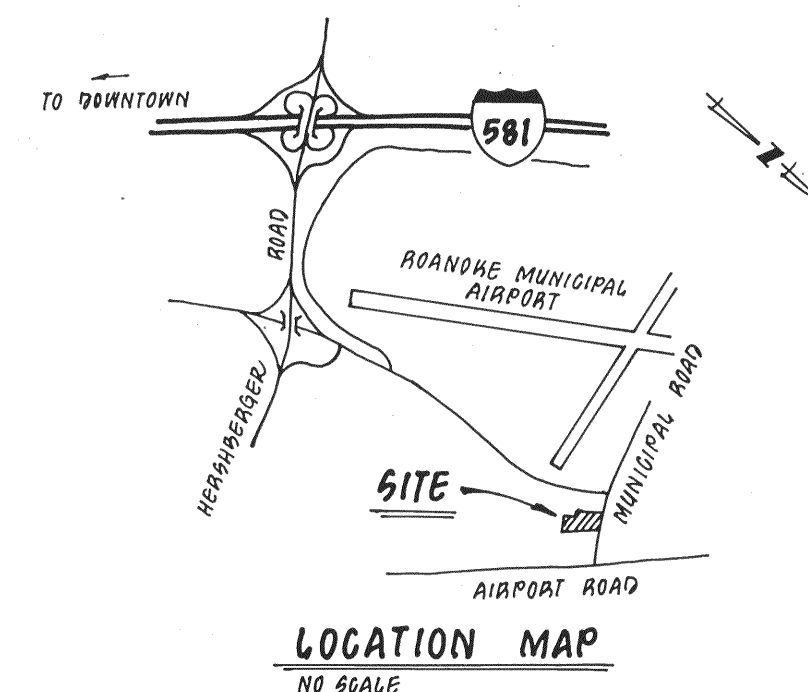 TO DOWNTOWN
581
N
ROAD
ROANOKE MUNICIPAL
AIRPORT
HERSHBERGER
MUNICIPAL ROAD
SITE
AIRPORT ROAD
LOCATION MAP
NO SCALE